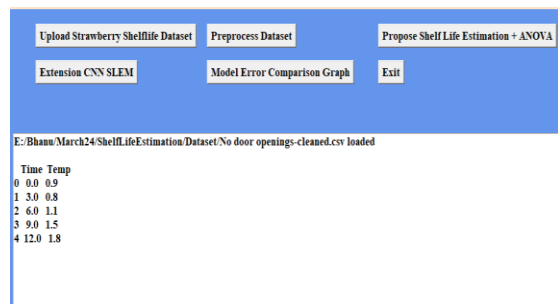 Upload Strawberry Shelflife Dataset Preprocess Dataset Propose Shelf Life Estimation + ANOVA
Extension CNN SLEM Model Error Comparison Graph Exit
E:/Bhanu/March24/ShelfLifeEstimation/Dataset/No door openings-cleaned.csv loaded
Time Temp
0 0.0 0.9
1 3.0 0.8
2 6.0 1.1
3 9.0 1.5
4 12.0 1.8